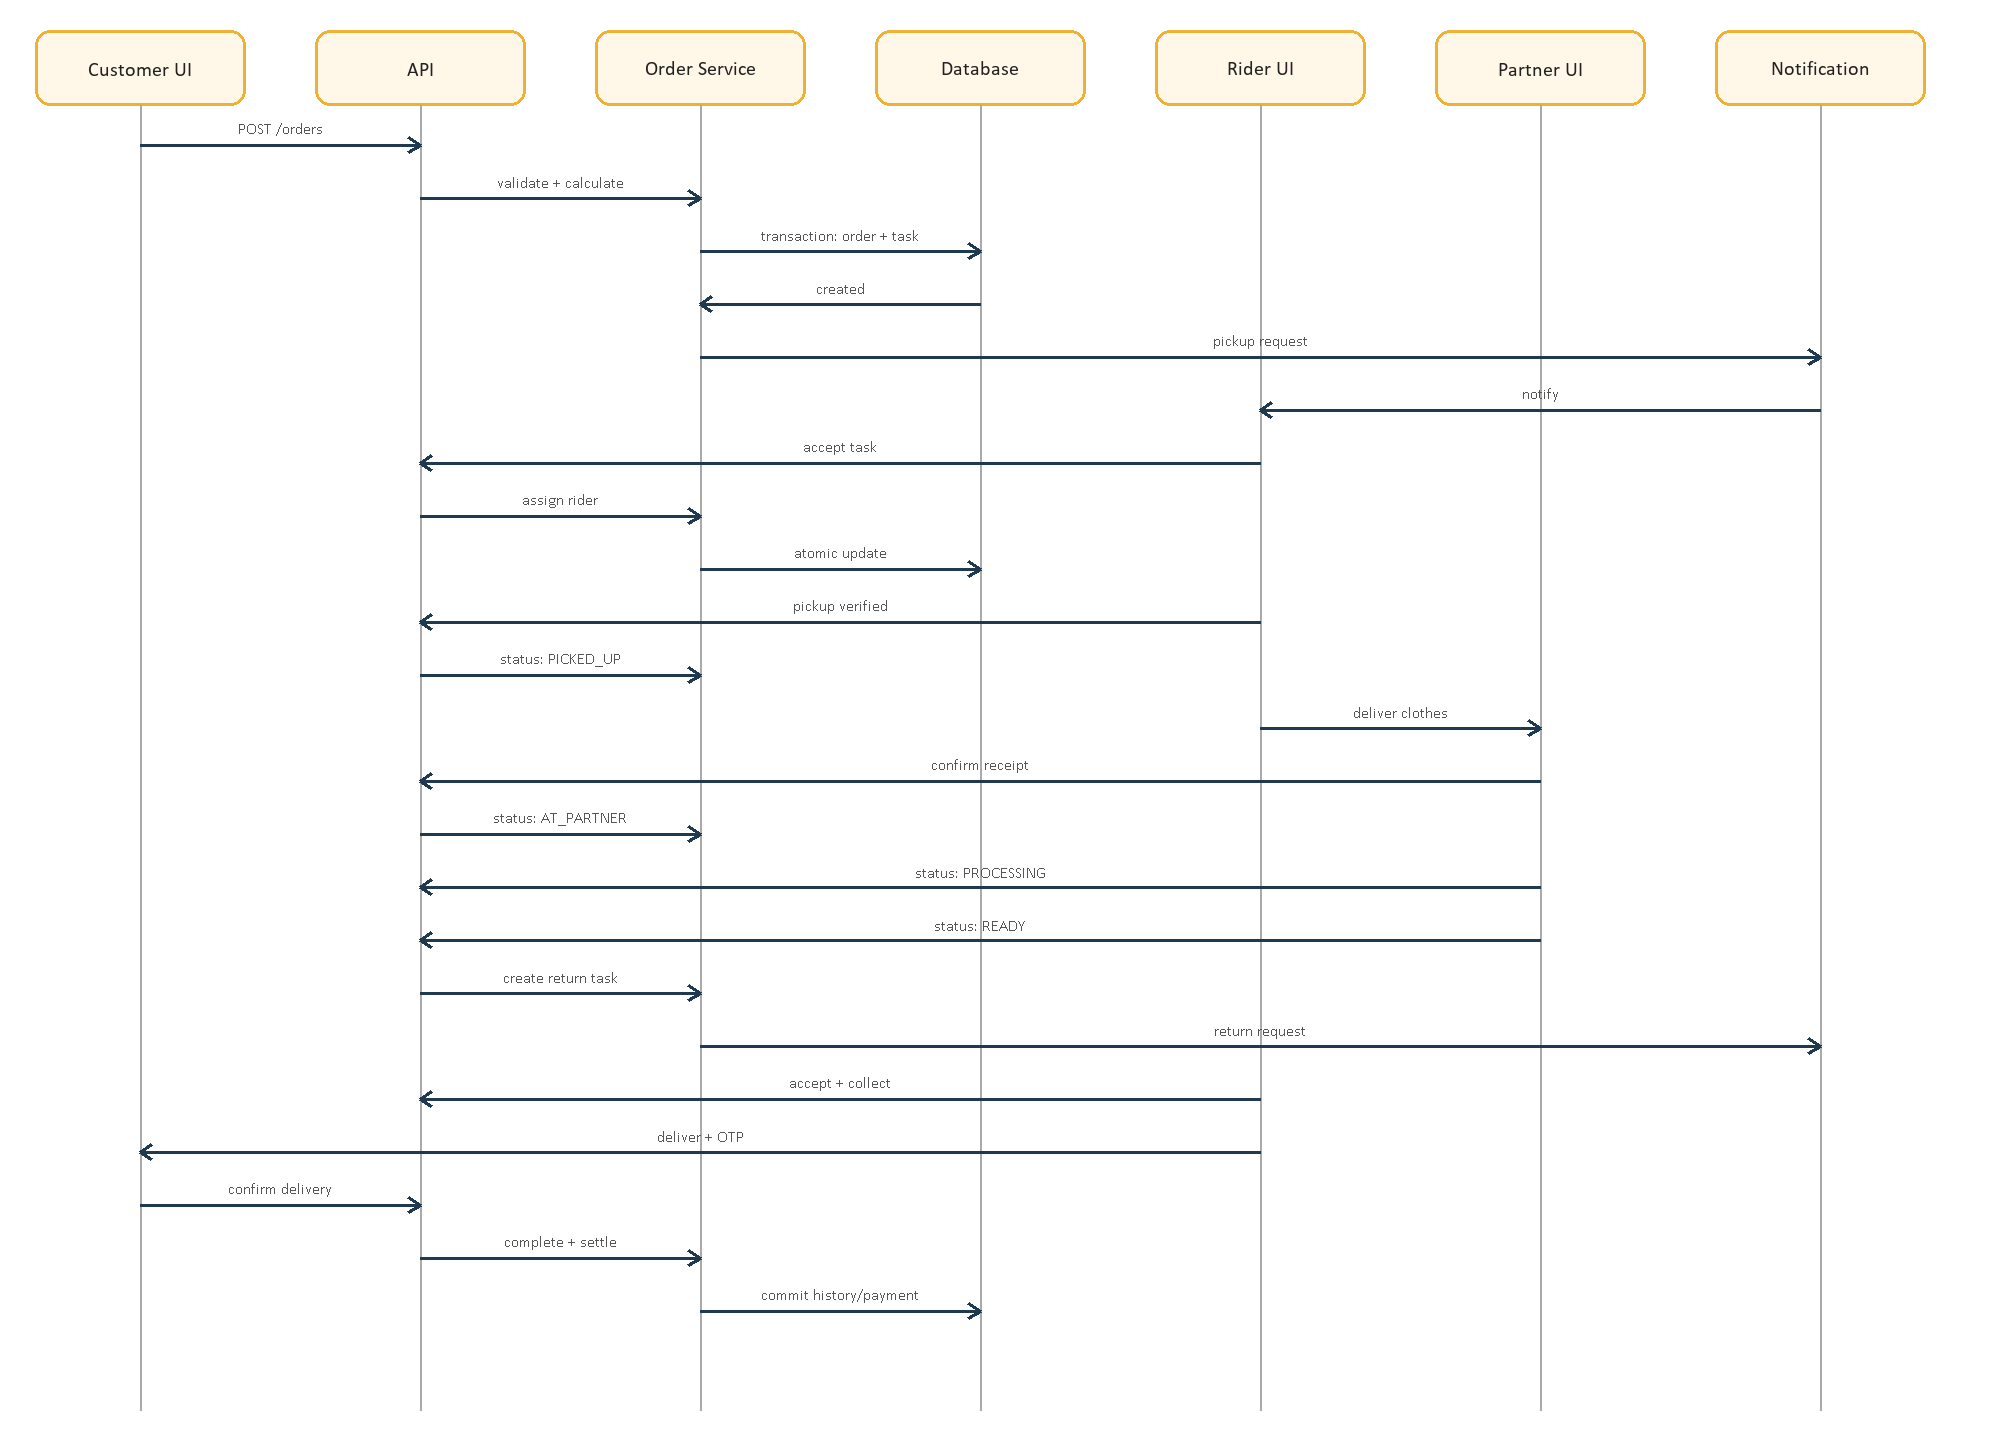 Customer UI
API
Order Service
Database
Rider UI
Partner UI
Notification
POST /orders
validate + calculate
transaction: order + task
created
pickup request
notify
accept task
assign rider
atomic update
pickup verified
status: PICKED_UP
deliver clothes
confirm receipt
status: AT_PARTNER
status: PROCESSING
status: READY
create return task
return request
accept + collect
deliver + OTP
confirm delivery
complete + settle
commit history/payment